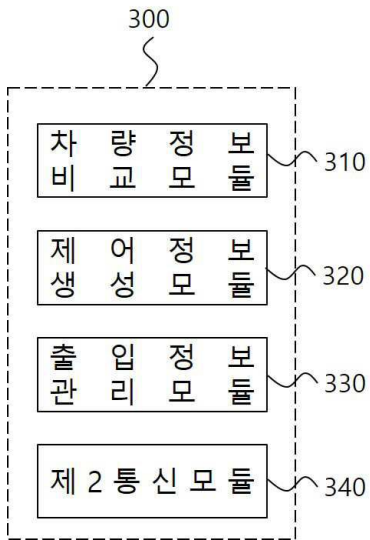 300
차 량 정 보
비 교 모 듈
310
제 어 정 보
생 성 모 듈
320
출 입 정 보
관 리 모 듈
330
제 2 통 신 모 듈
340